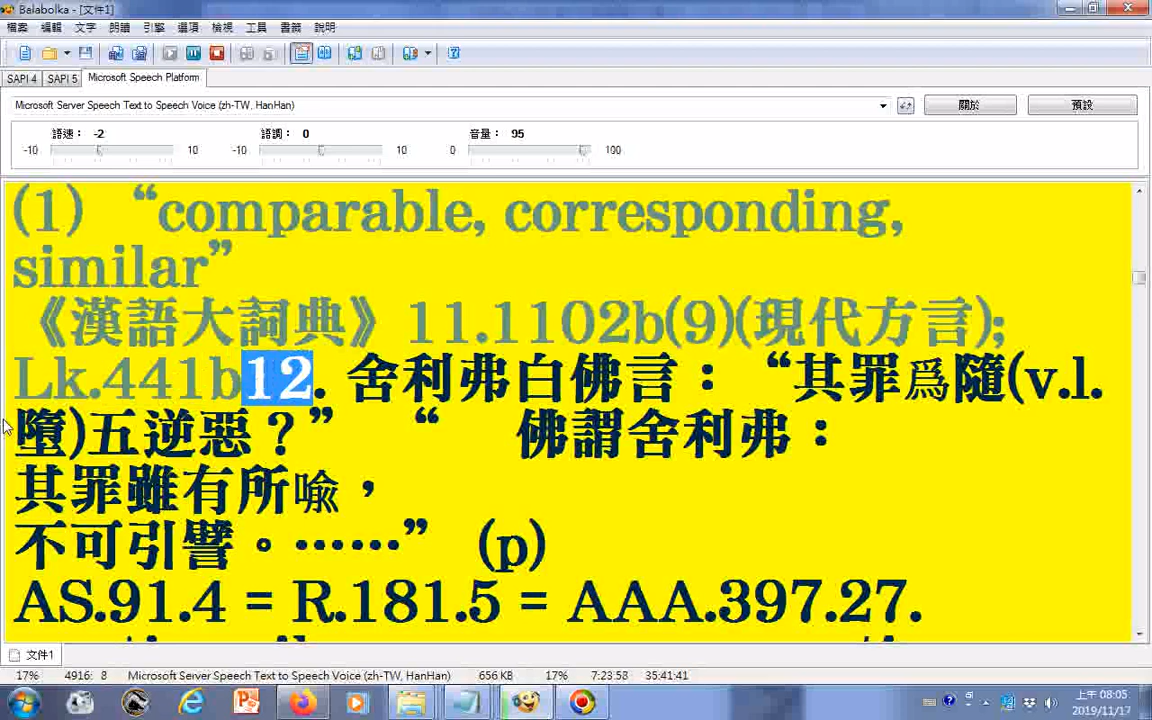 Balabolka - [文件1]
檔案 編輯 文字 朗讀 引擎 選項 檢視 工具 書籤 說明
SAPI 4 SAPI 5 Microsoft Speech Platform
Microsoft Server Speech Text to Speech Voice (zh-TW, HanHan) 關於 預設
語速： -2 語調： 0 音量： 95
-10 10 -10 10 0 100
(1) “comparable, corresponding,
similar”
《漢語大詞典》11.1102b(9)(現代方言);
Lk.441b12. 舍利弗白佛言：“其罪爲隨(v.l.
墮)五逆惡？” “ 佛謂舍利弗：
其罪雖有所喩，
不可引譬。……” (p)
AS.91.4 = R.181.5 = AAA.397.27.
文件1
17% 4916: 8 Microsoft Server Speech Text to Speech Voice (zh-TW, HanHan) 656 KB 17% 7:23:58 35:41:41
上午 08:05
2019/11/17